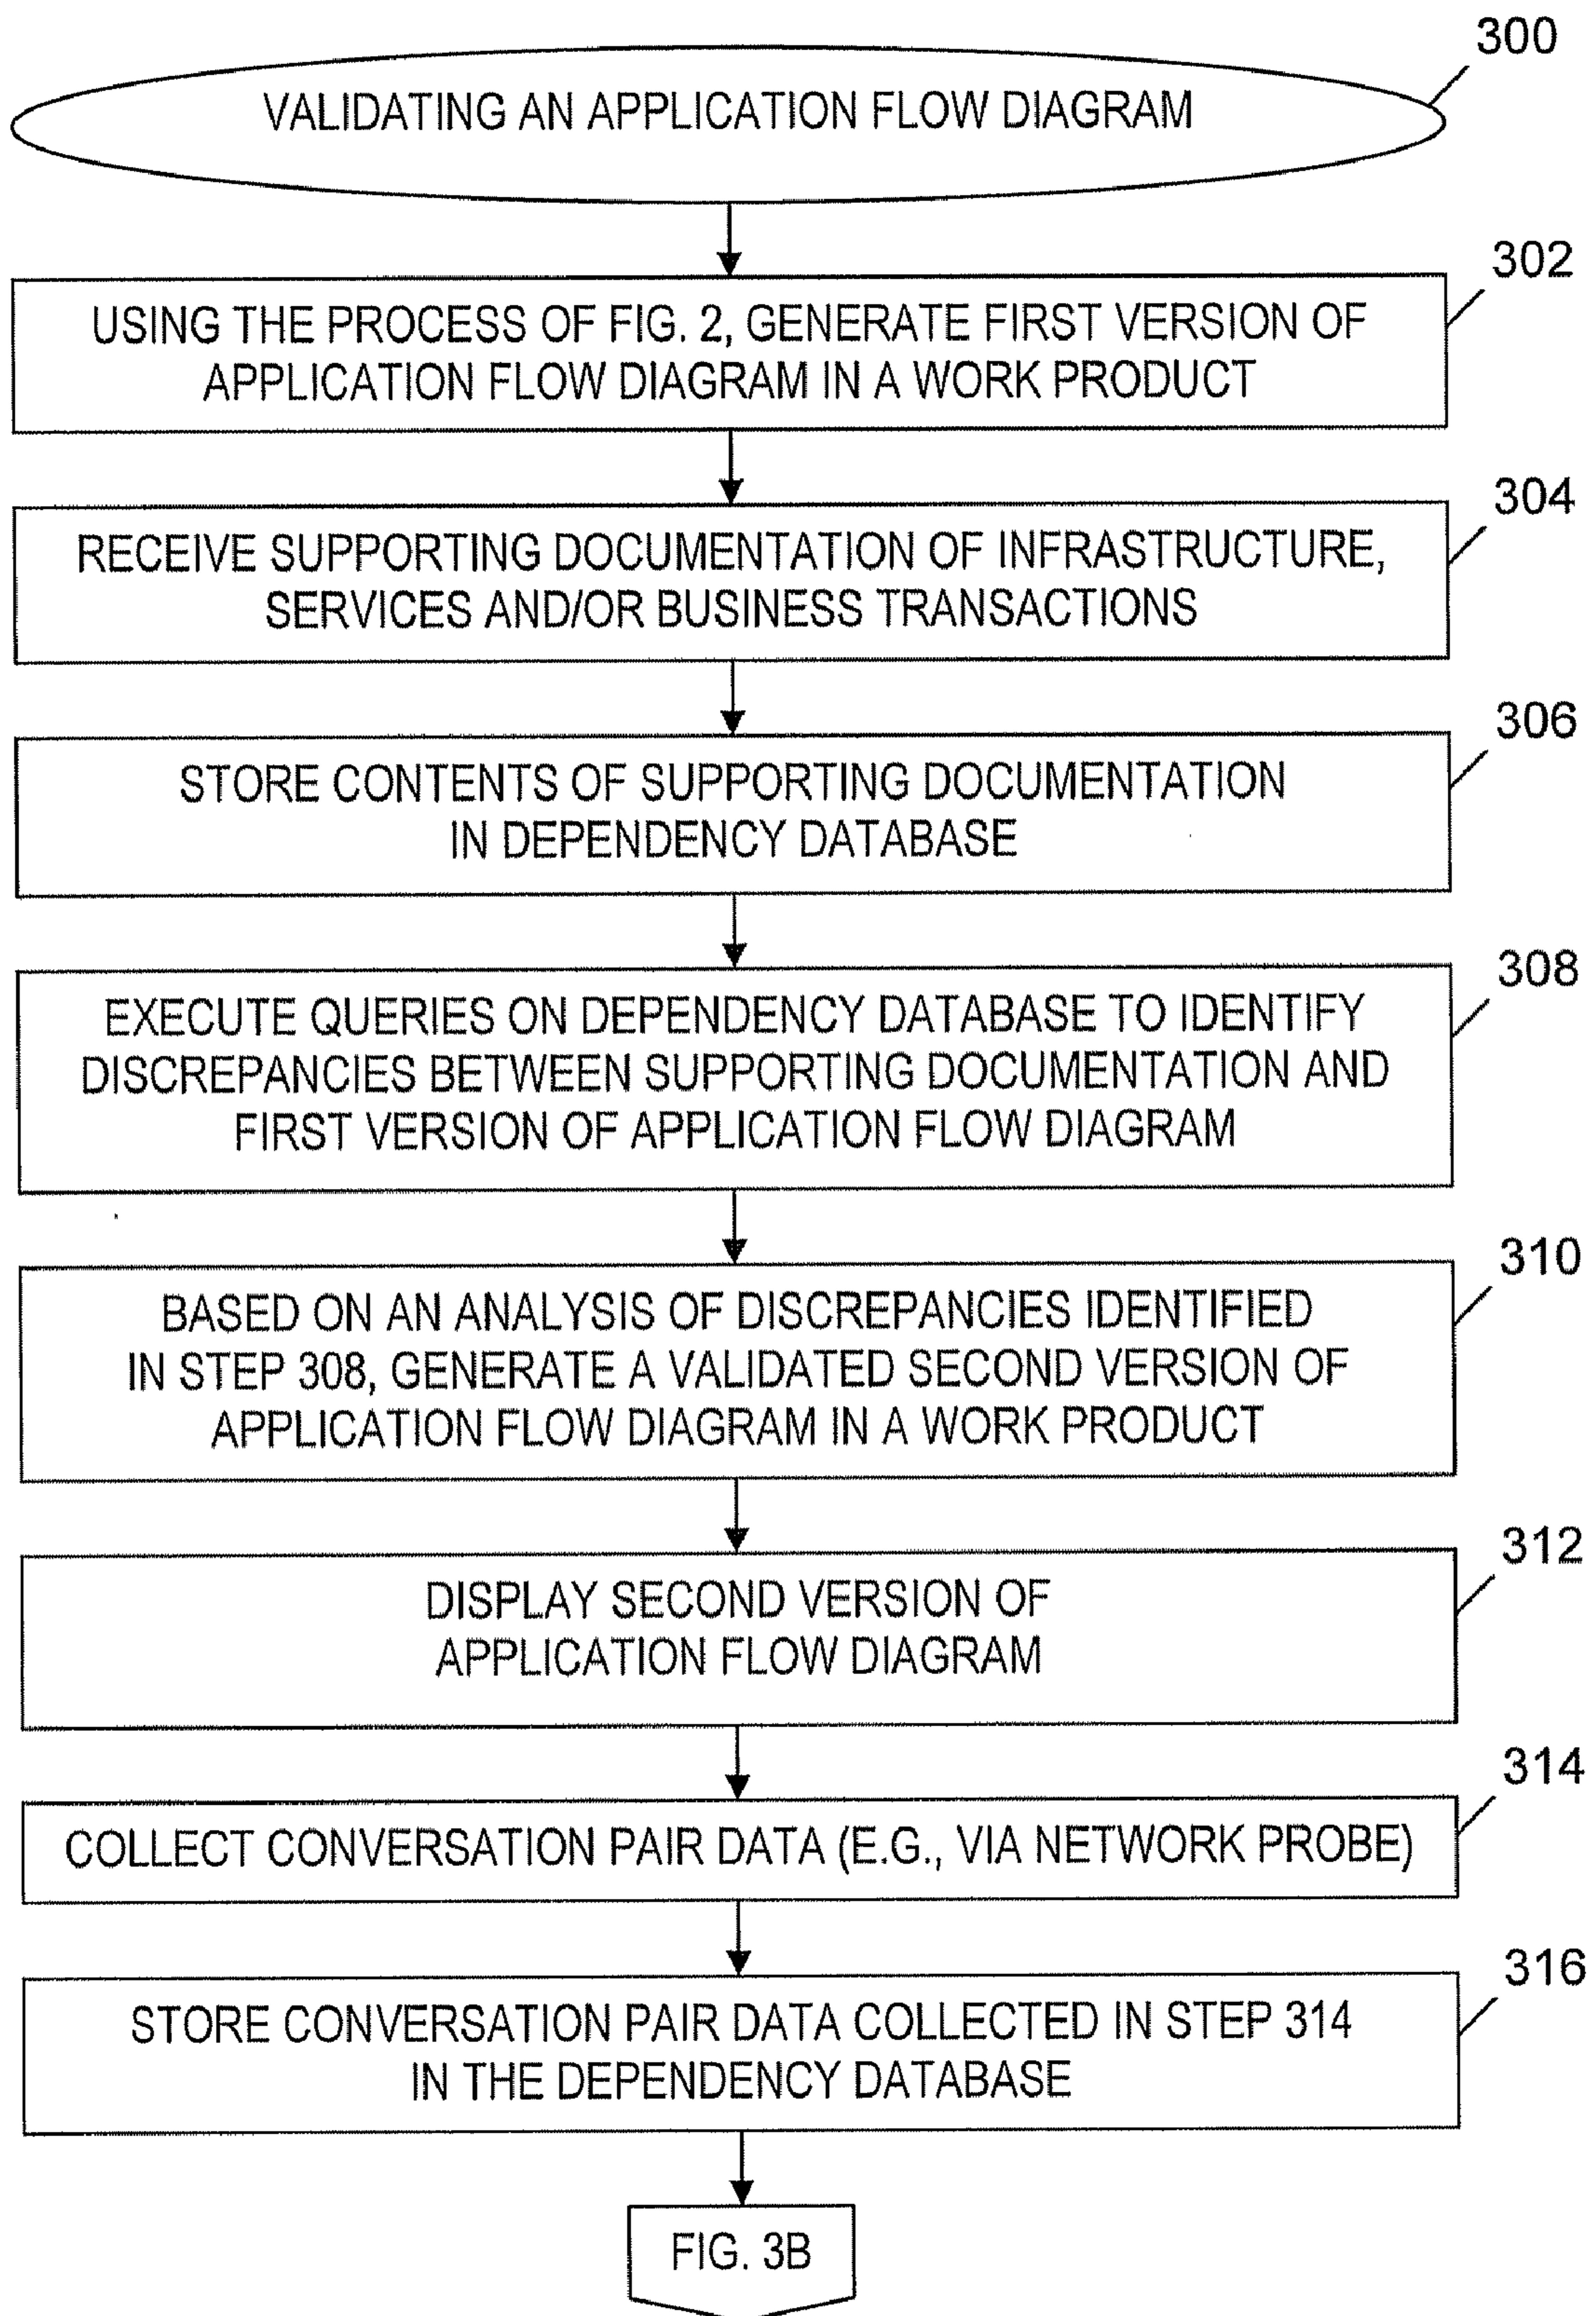 300
VALIDATING AN APPLICATION FLOW DIAGRAM
302
USING THE PROCESS OF FIG. 2, GENERATE FIRST VERSION OF
APPLICATION FLOW DIAGRAM IN A WORK PRODUCT
304
RECEIVE SUPPORTING DOCUMENTATION OF INFRASTRUCTURE,
SERVICES AND/OR BUSINESS TRANSACTIONS
306
STORE CONTENTS OF SUPPORTING DOCUMENTATION
IN DEPENDENCY DATABASE
308
EXECUTE QUERIES ON DEPENDENCY DATABASE TO IDENTIFY
DISCREPANCIES BETWEEN SUPPORTING DOCUMENTATION AND
FIRST VERSION OF APPLICATION FLOW DIAGRAM
310
BASED ON AN ANALYSIS OF DISCREPANCIES IDENTIFIED
IN STEP 308, GENERATE A VALIDATED SECOND VERSION OF
APPLICATION FLOW DIAGRAM IN A WORK PRODUCT
312
DISPLAY SECOND VERSION OF
APPLICATION FLOW DIAGRAM
314
COLLECT CONVERSATION PAIR DATA (E.G., VIA NETWORK PROBE)
316
STORE CONVERSATION PAIR DATA COLLECTED IN STEP 314
IN THE DEPENDENCY DATABASE
FIG. 3B